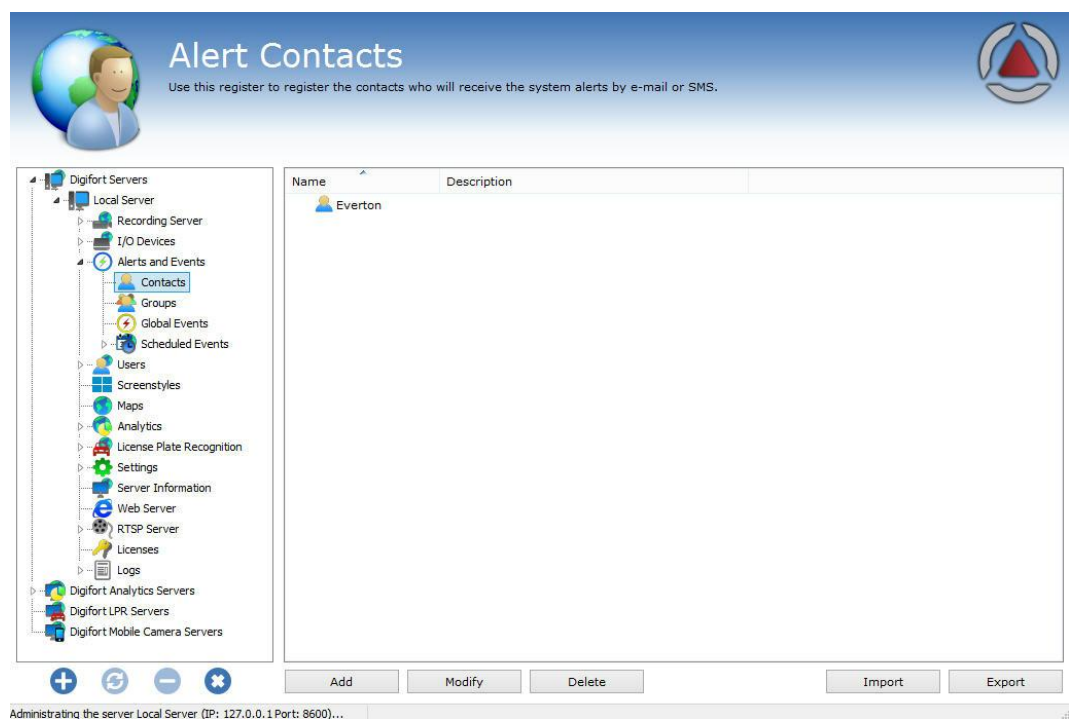 Alert Contacts
Use this register to register the contacts who will receive the system alerts by e-mail or SMS.
Digifort Servers
Local Server
Recording Server
I/O Devices
Alerts and Events
Contacts
Groups
Global Events
Scheduled Events
Users
Screenstyles
Maps
Analytics
License Plate Recognition
Settings
Server Information
Web Server
RTSP Server
Licenses
Logs
Digifort Analytics Servers
Digifort LPR Servers
Digifort Mobile Camera Servers
Name Description
Everton
Add Modify Delete Import Export
Administrating the server Local Server (IP: 127.0.0.1 Port: 8600)...